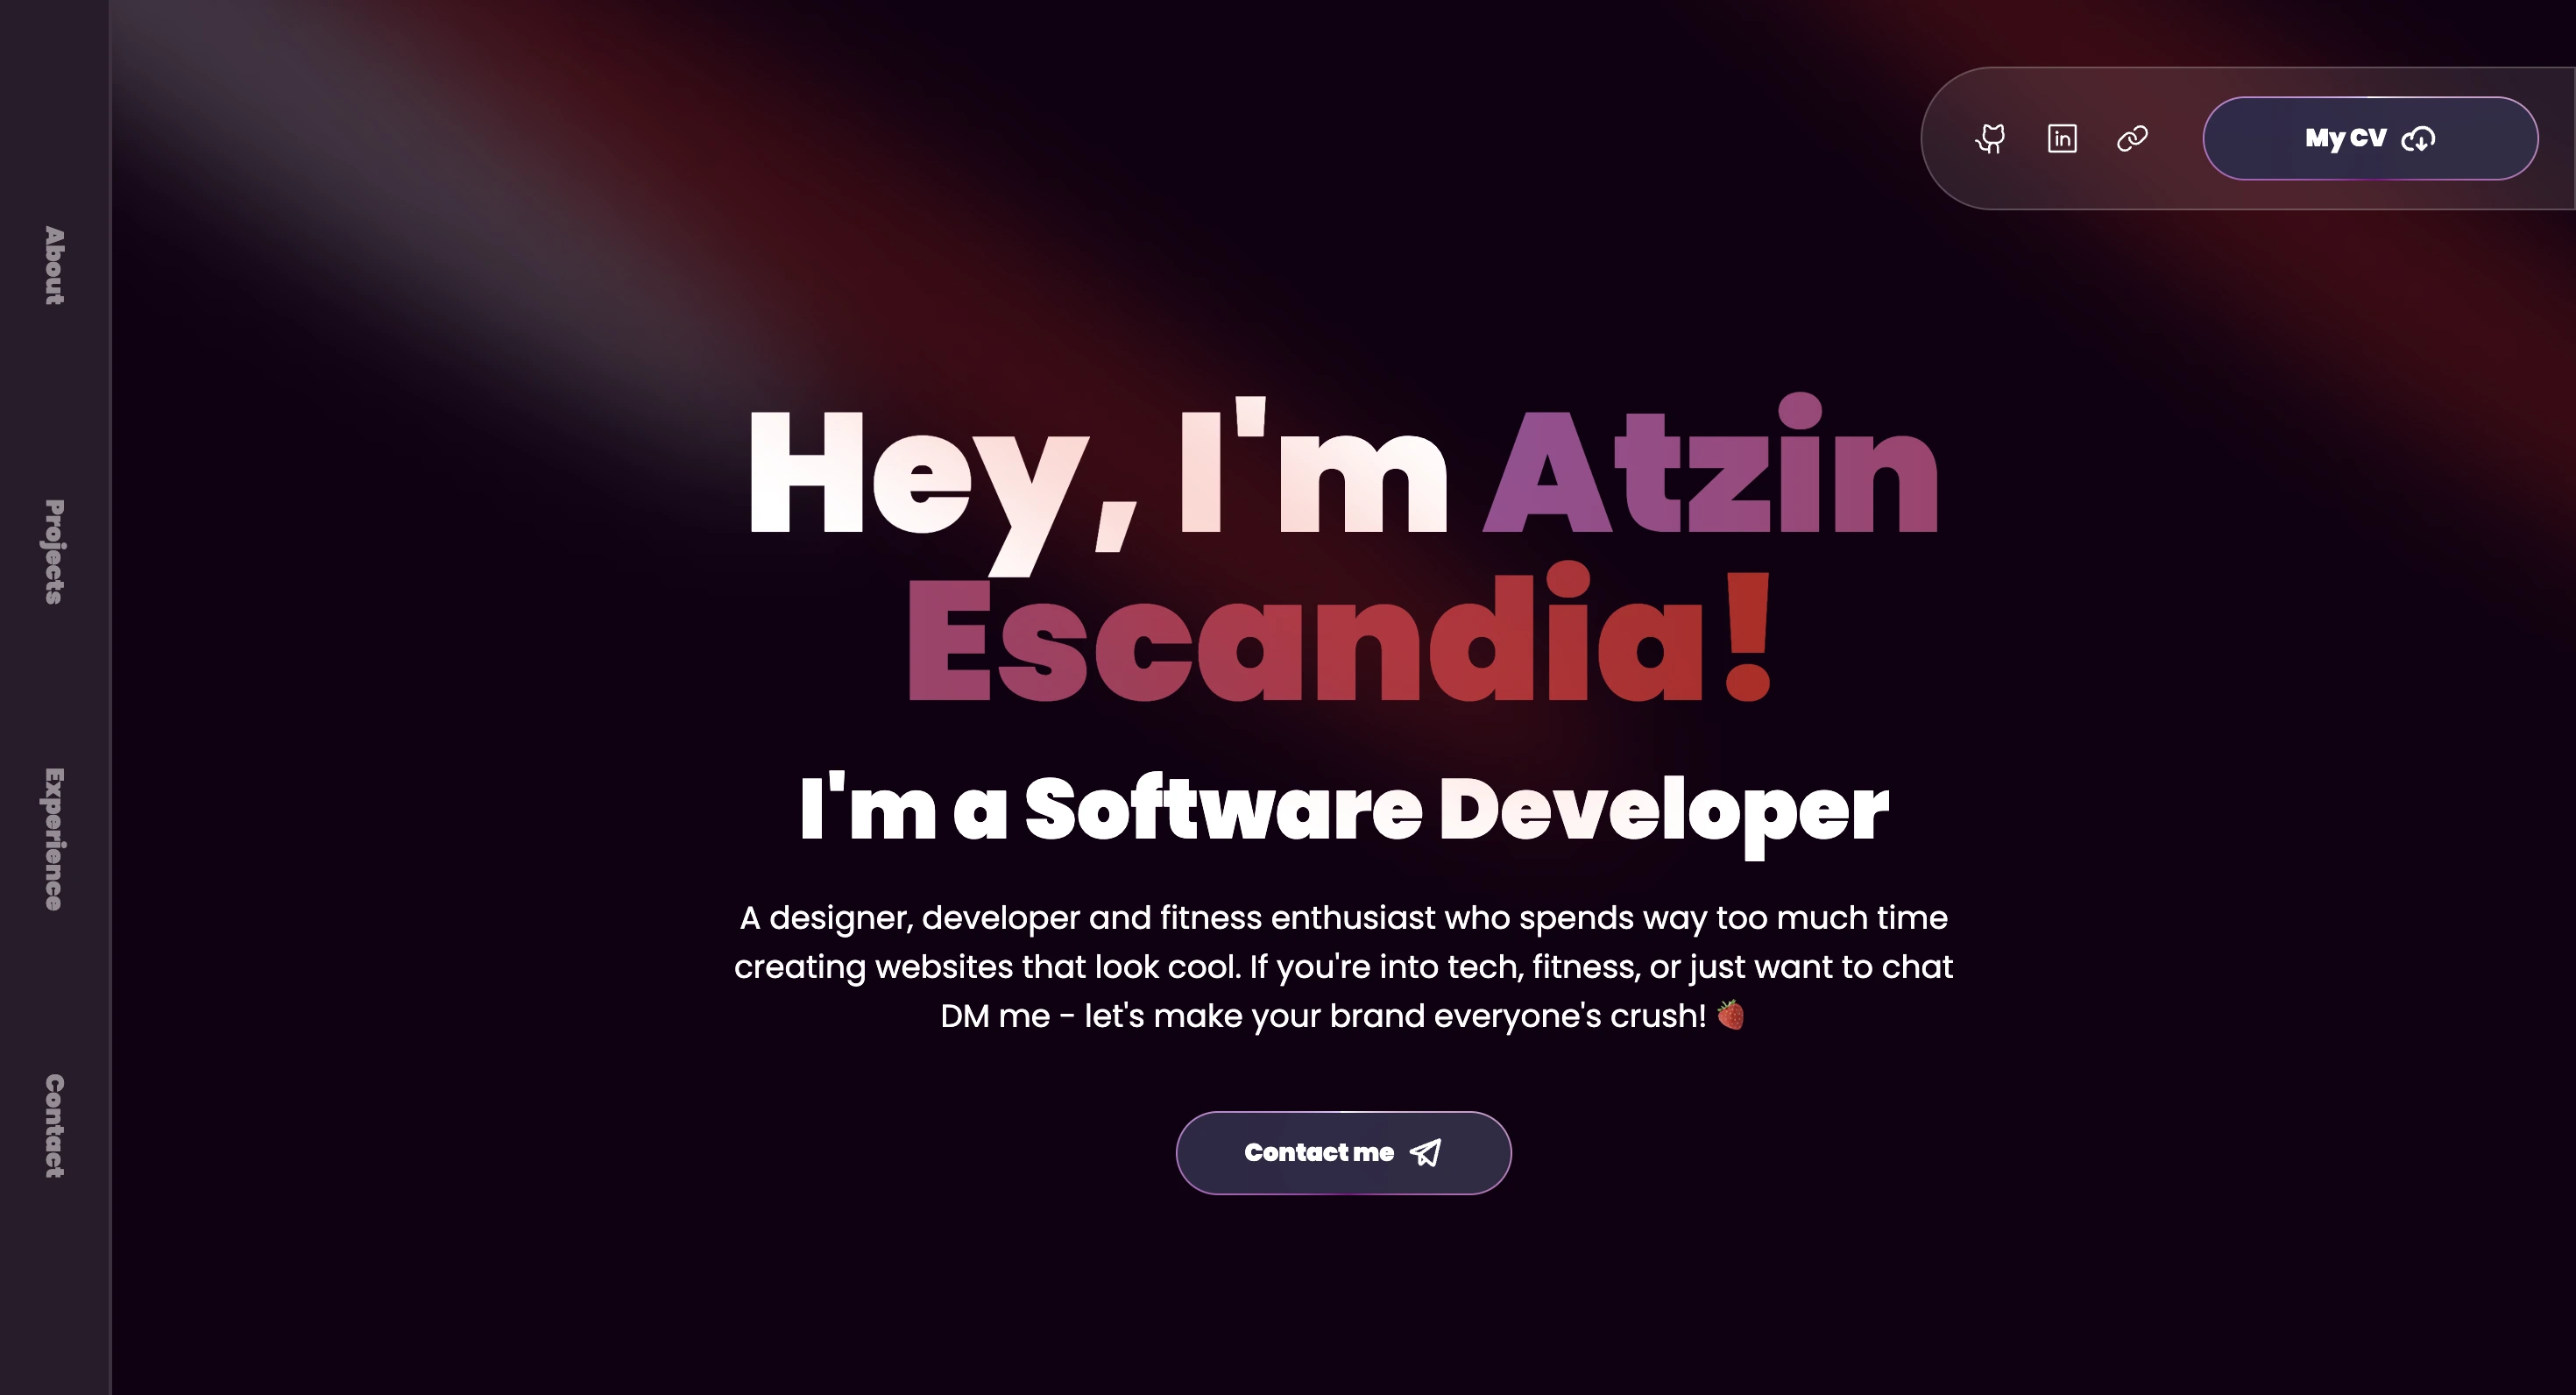 About
Projects
Experience
Contact
in
My CV
Hey, I'm Atzin
Escandia!
I'm a Software Developer
A designer, developer and fitness enthusiast who spends way too much time
creating websites that look cool. If you're into tech, fitness, or just want to chat
DM me - let's make your brand everyone's crush! 🍓
Contact me